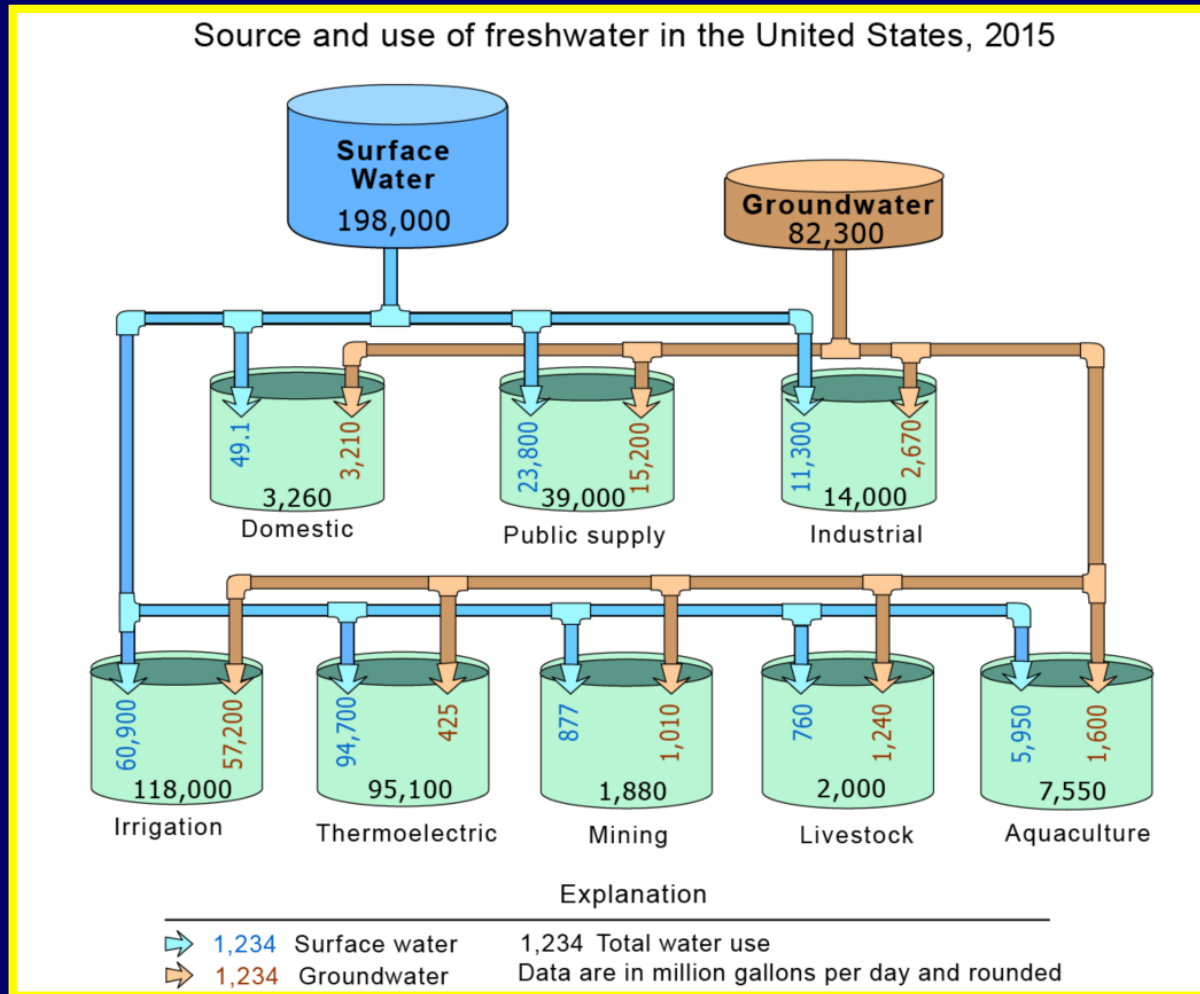 Source and use of freshwater in the United States, 2015
Surface
Water
198,000
Groundwater
82,300
49.1
3,210
3,260
Domestic
23,800
15,200
39,000
Public supply
11,300
2,670
14,000
Industrial
60,900
57,200
118,000
Irrigation
94,700
425
95,100
Thermoelectric
877
1,010
1,880
Mining
760
1,240
2,000
Livestock
5,950
1,600
7,550
Aquaculture
Explanation
1,234 Surface water
1,234 Total water use
1,234 Groundwater
Data are in million gallons per day and rounded